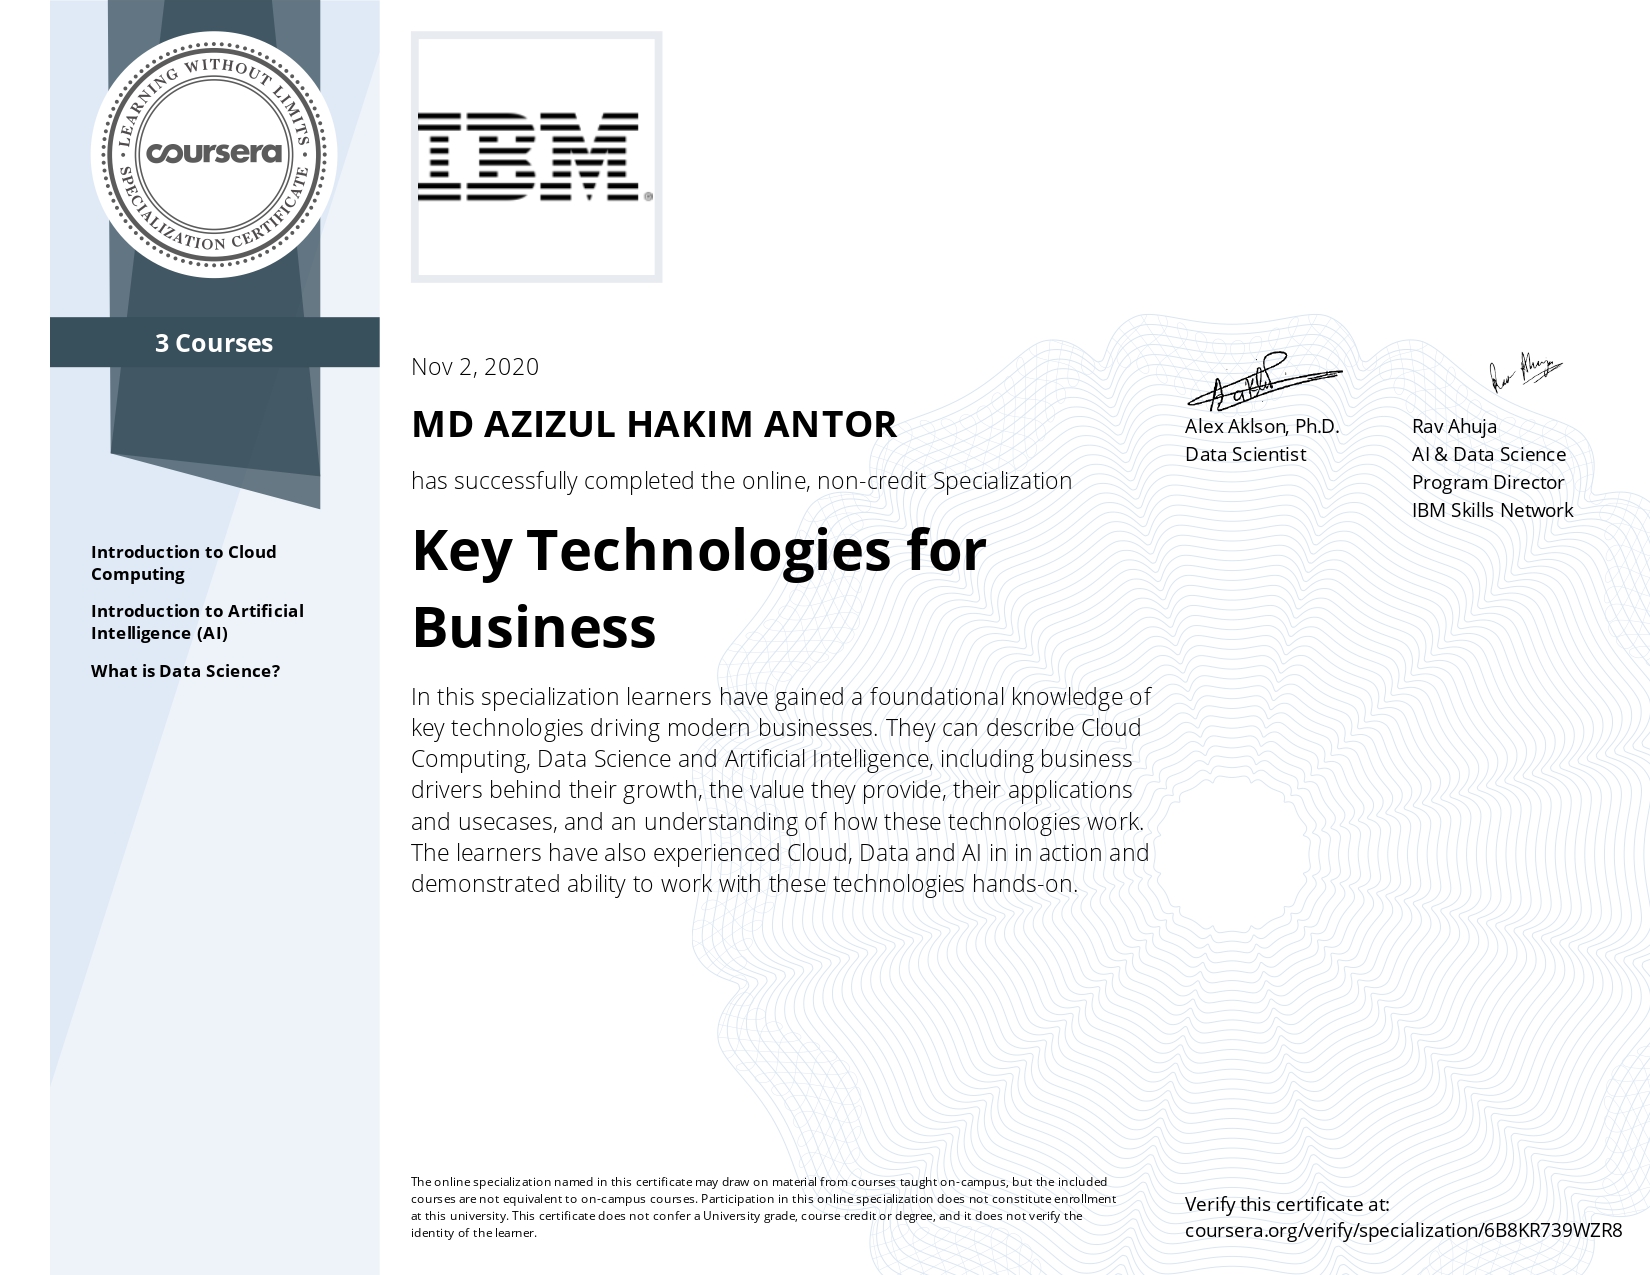 LEARNING WITHOUT LIMITS
coursera
SPECIALIZATION CERTIFICATE
3 Courses
Introduction to Cloud
Computing
Introduction to Artificial
Intelligence (AI)
What is Data Science?
IBM®
Nov 2, 2020
MD AZIZUL HAKIM ANTOR
has successfully completed the online, non-credit Specialization
Key Technologies for
Business
In this specialization learners have gained a foundational knowledge of
key technologies driving modern businesses. They can describe Cloud
Computing, Data Science and Artificial Intelligence, including business
drivers behind their growth, the value they provide, their applications
and usecases, and an understanding of how these technologies work.
The learners have also experienced Cloud, Data and AI in in action and
demonstrated ability to work with these technologies hands-on.
Alex Aklson, Ph.D.
Data Scientist
Rav Ahuja
Rav Ahuja
AI & Data Science
Program Director
IBM Skills Network
The online specialization named in this certificate may draw on material from courses taught on-campus, but the included
courses are not equivalent to on-campus courses. Participation in this online specialization does not constitute enrollment
at this university. This certificate does not confer a University grade, course credit or degree, and it does not verify the
identity of the learner.
Verify this certificate at:
coursera.org/verify/specialization/6B8KR739WZR8